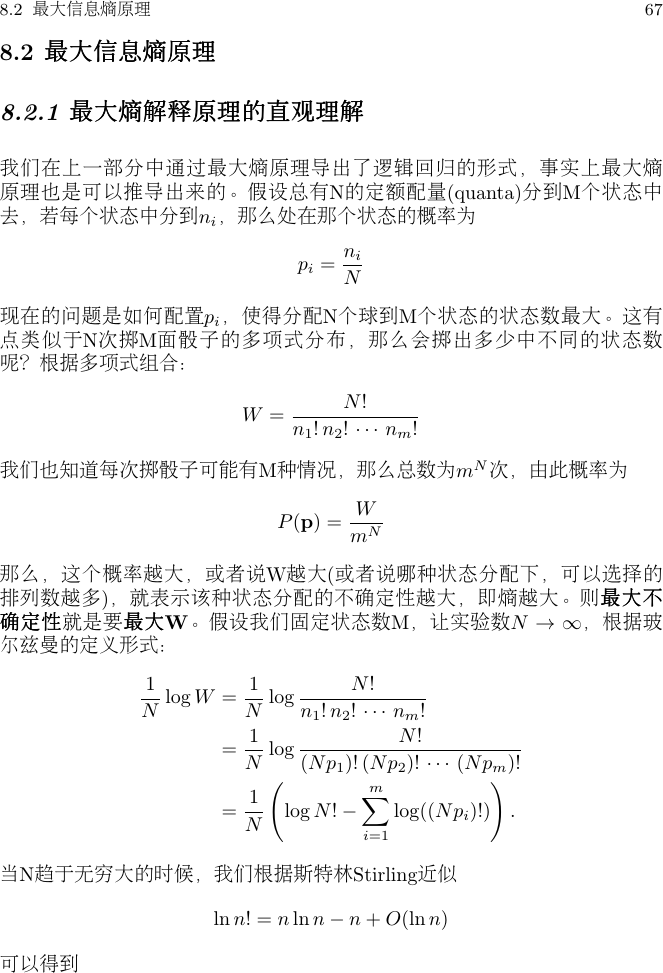 8.2 最大信息熵原理 67
8.2 最大信息熵原理
8.2.1 最大熵解释原理的直观理解
我们在上一部分中通过最大熵原理导出了逻辑回归的形式，事实上最大熵
原理也是可以推导出来的。假设总有N的定额配量(quanta)分到M个状态中
去，若每个状态中分到$n_i$，那么处在那个状态的概率为
$p_i = \frac{n_i}{N}$
现在的问题是如何配置$p_i$，使得分配N个球到M个状态的状态数最大。这有
点类似于N次掷M面骰子的多项式分布，那么会掷出多少中不同的状态数
呢？根据多项式组合：
$W = \frac{N!}{n_1! \, n_2! \, \cdots \, n_m!}$
我们也知道每次掷骰子可能有M种情况，那么总数为$m^N$次，由此概率为
$P(\mathbf{p}) = \frac{W}{m^N}$
那么，这个概率越大，或者说W越大(或者说哪种状态分配下，可以选择的
排列数越多)，就表示该种状态分配的不确定性越大，即熵越大。则最大不
确定性就是要最大W。假设我们固定状态数M，让实验数$N \to \infty$，根据玻
尔兹曼的定义形式：
$\frac{1}{N} \log W = \frac{1}{N} \log \frac{N!}{n_1! \, n_2! \, \cdots \, n_m!}$
$= \frac{1}{N} \log \frac{N!}{(Np_1)! \, (Np_2)! \, \cdots \, (Np_m)!}$
$= \frac{1}{N} \left( \log N! - \sum_{i=1}^{m} \log((Np_i)!) \right).$
当N趋于无穷大的时候，我们根据斯特林Stirling近似
$\ln n! = n \ln n - n + O(\ln n)$
可以得到